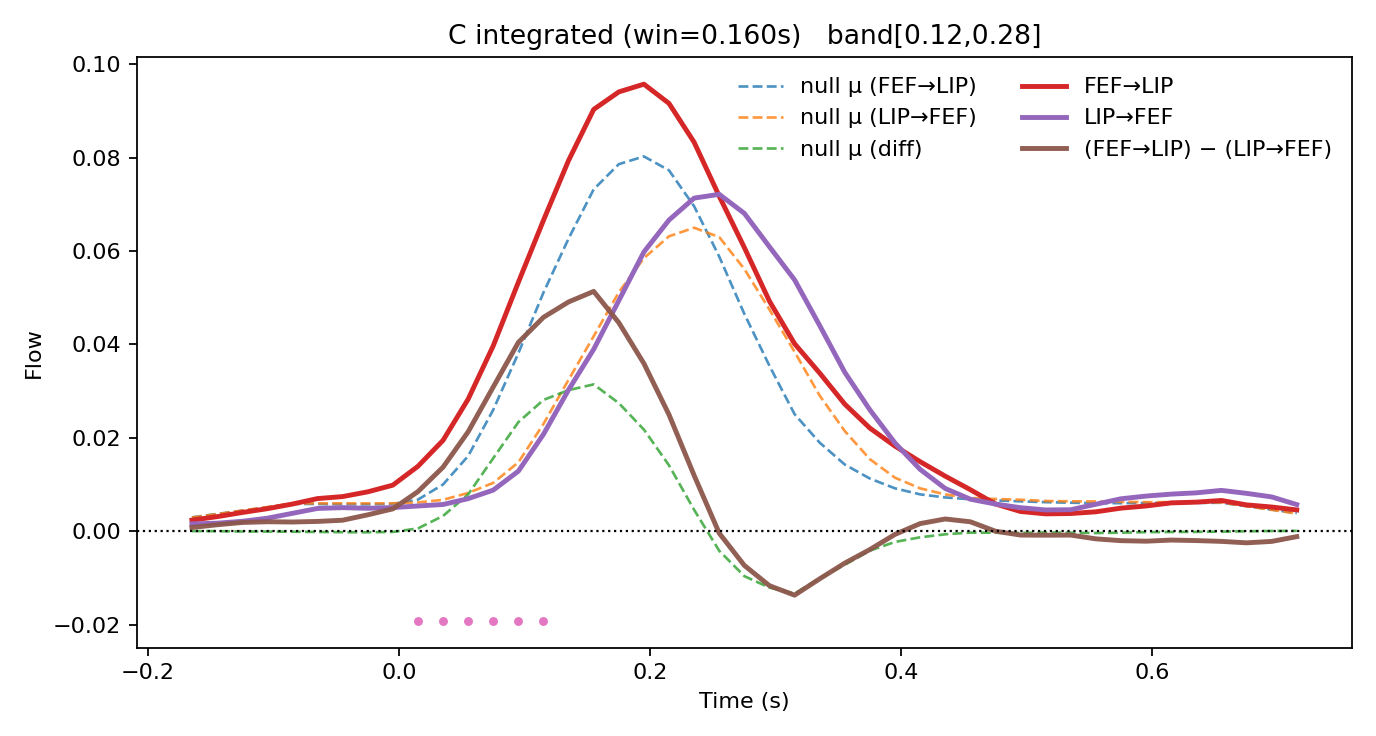 C integrated (win=0.160s)   band[0.12,0.28]
null μ (FEF→LIP)
null μ (LIP→FEF)
null μ (diff)
FEF→LIP
LIP→FEF
(FEF→LIP) − (LIP→FEF)
Flow
0.10
0.08
0.06
0.04
0.02
0.00
−0.02
−0.2
0.0
0.2
0.4
0.6
Time (s)